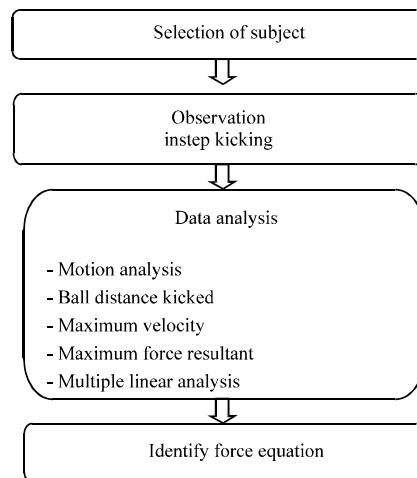 Selection of subject
Observation
instep kicking
Data analysis
- Motion analysis
- Ball distance kicked
- Maximum velocity
- Maximum force resultant
- Multiple linear analysis
Identify force equation